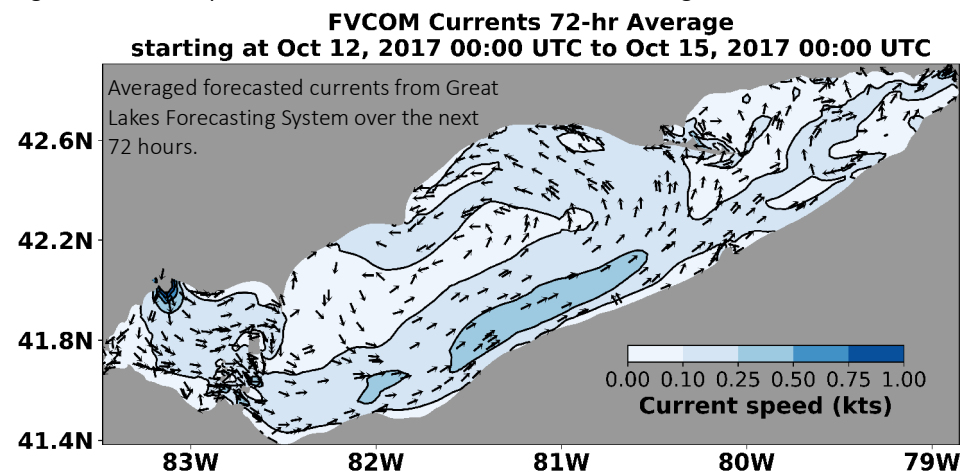 FVCOM Currents 72-hr Average
starting at Oct 12, 2017 00:00 UTC to Oct 15, 2017 00:00 UTC
Averaged forecasted currents from Great
Lakes Forecasting System over the next
72 hours.
42.6N
42.2N
41.8N
41.4N
0.00 0.10 0.25 0.50 0.75 1.00
Current speed (kts)
83W 82W 81W 80W 79W